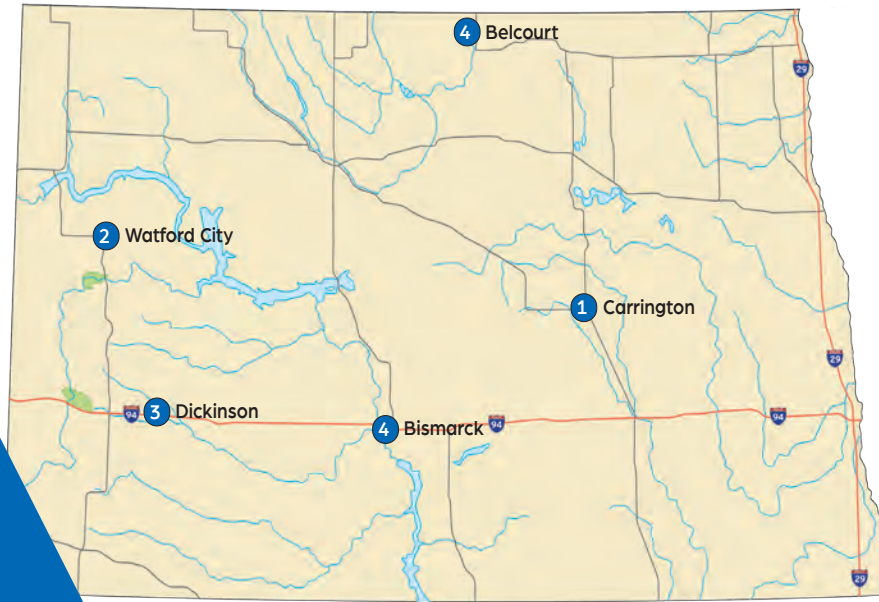 4 Belcourt
29
2 Watford City
1 Carrington
29
94 3 Dickinson
4 Bismarck 94
94
29